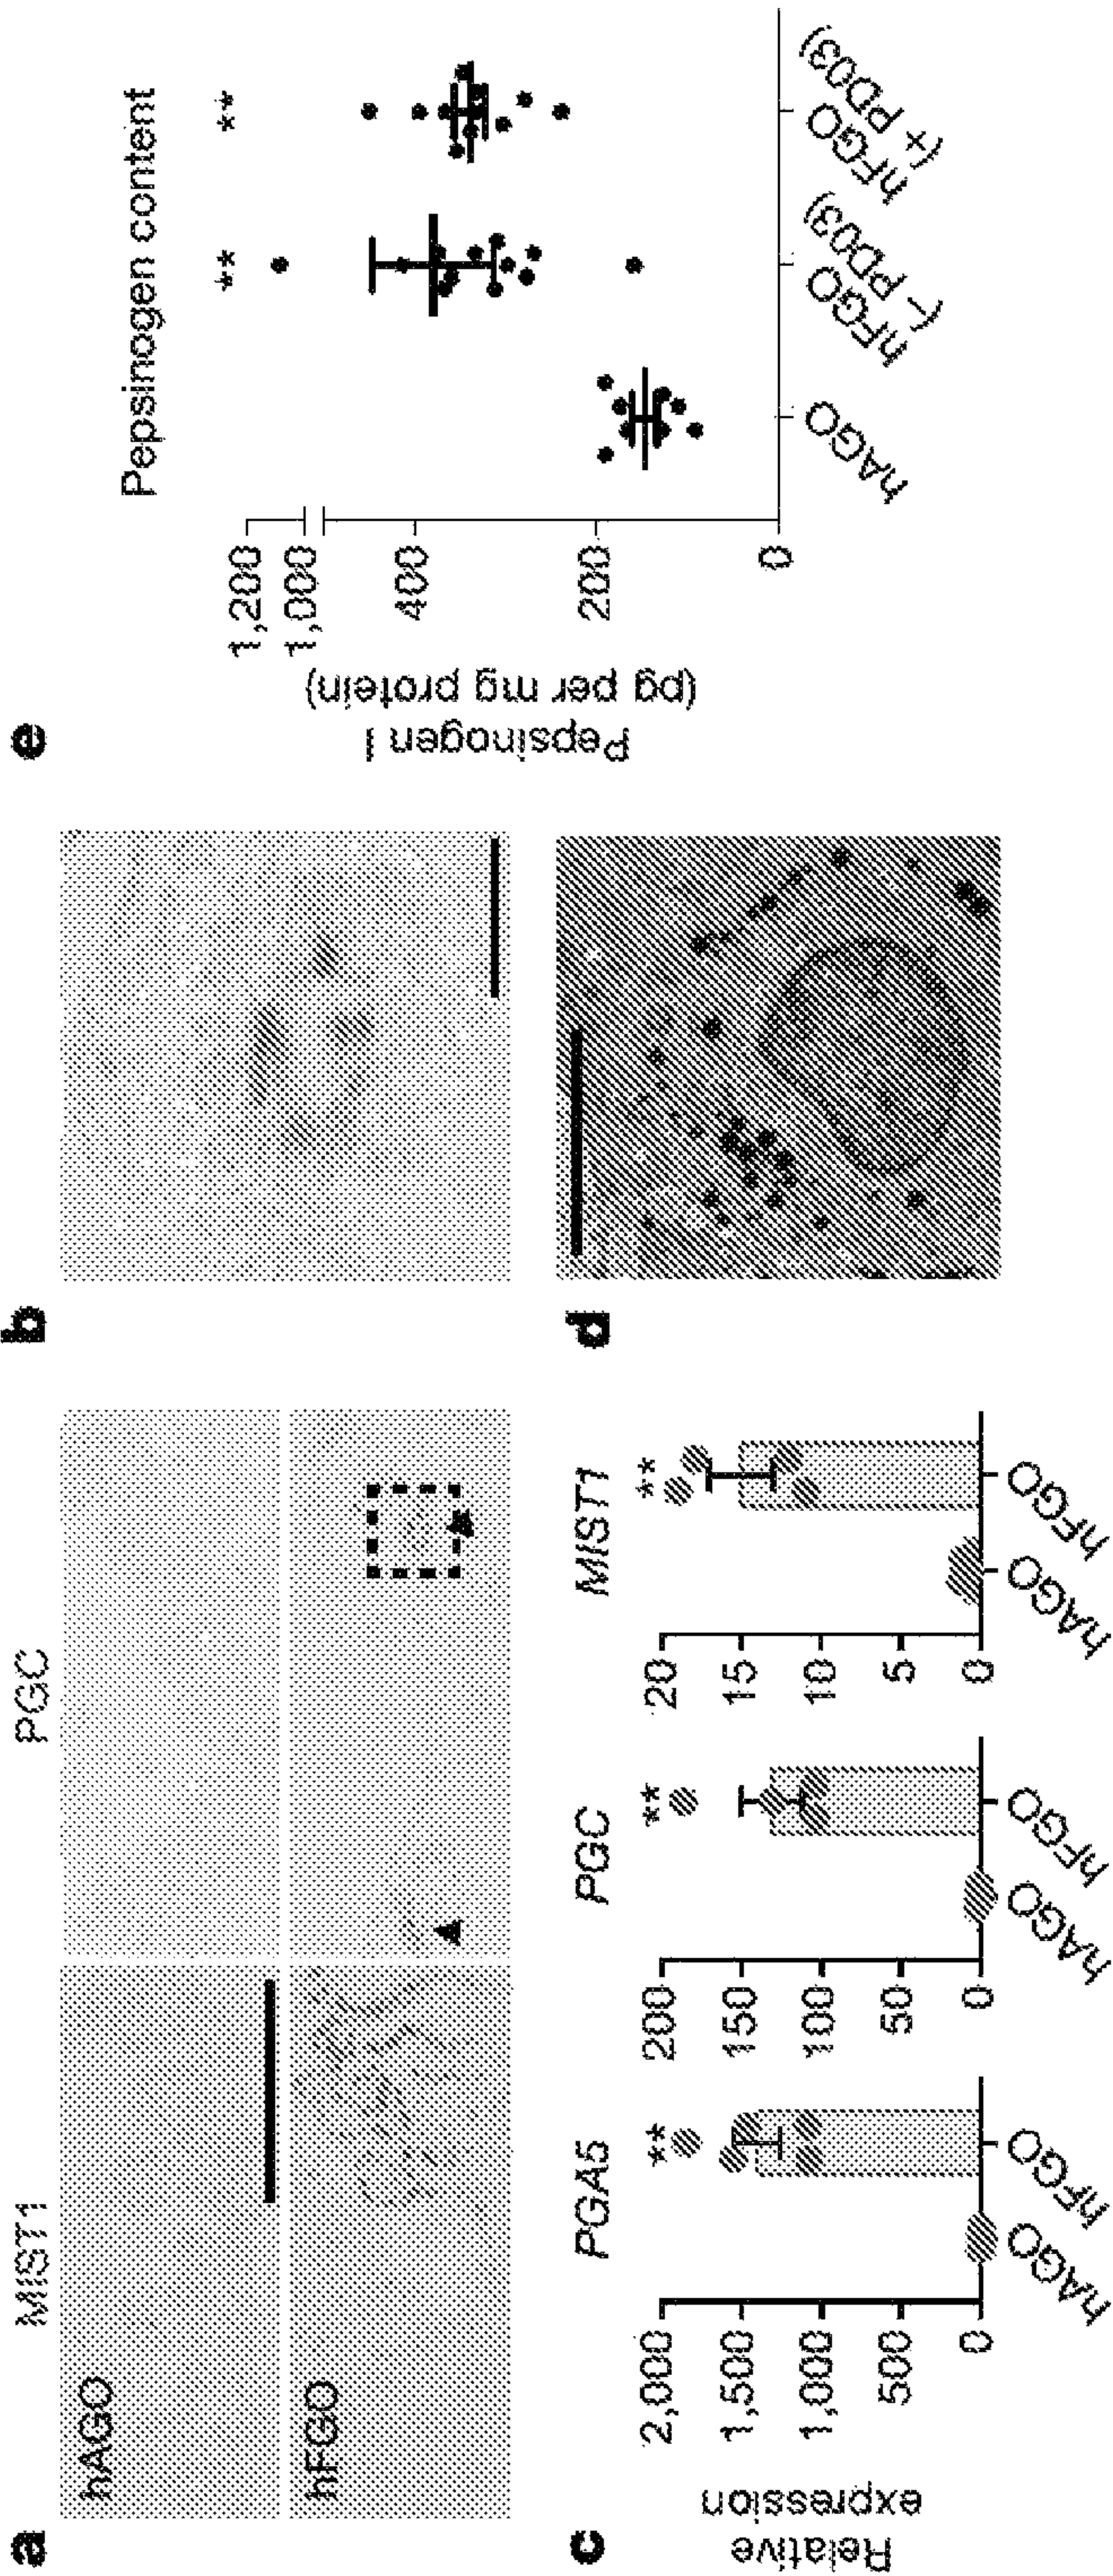 a
MIST1
PGC
hAGO
hFGO
b
c
Relative
expression
PGA5
2,000
1,500
1,000
500
0
**
hAGO
hFGO
PGC
200
150
100
50
0
**
hAGO
hFGO
MIST1
20
15
10
5
0
**
hAGO
hFGO
d
e
Pepsinogen content
Pepsinogen I
(pg per mg protein)
1,200
1,000
400
200
0
**
**
hAGO
hFGO
(– PD03)
hFGO
(+ PD03)